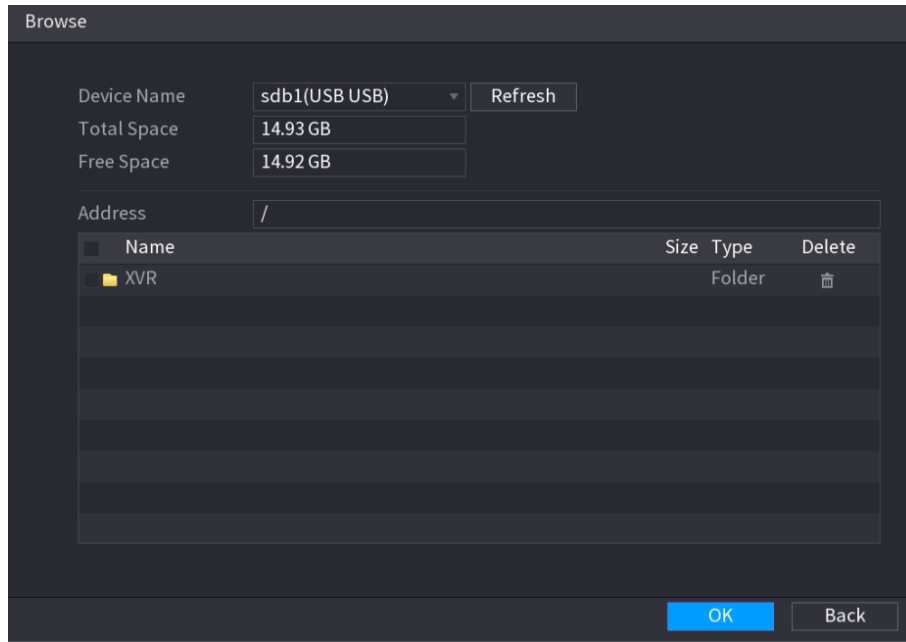 Browse
Device Name sdb1(USB USB) Refresh
Total Space 14.93 GB
Free Space 14.92 GB
Address /
Name Size Type Delete
XVR Folder
OK Back